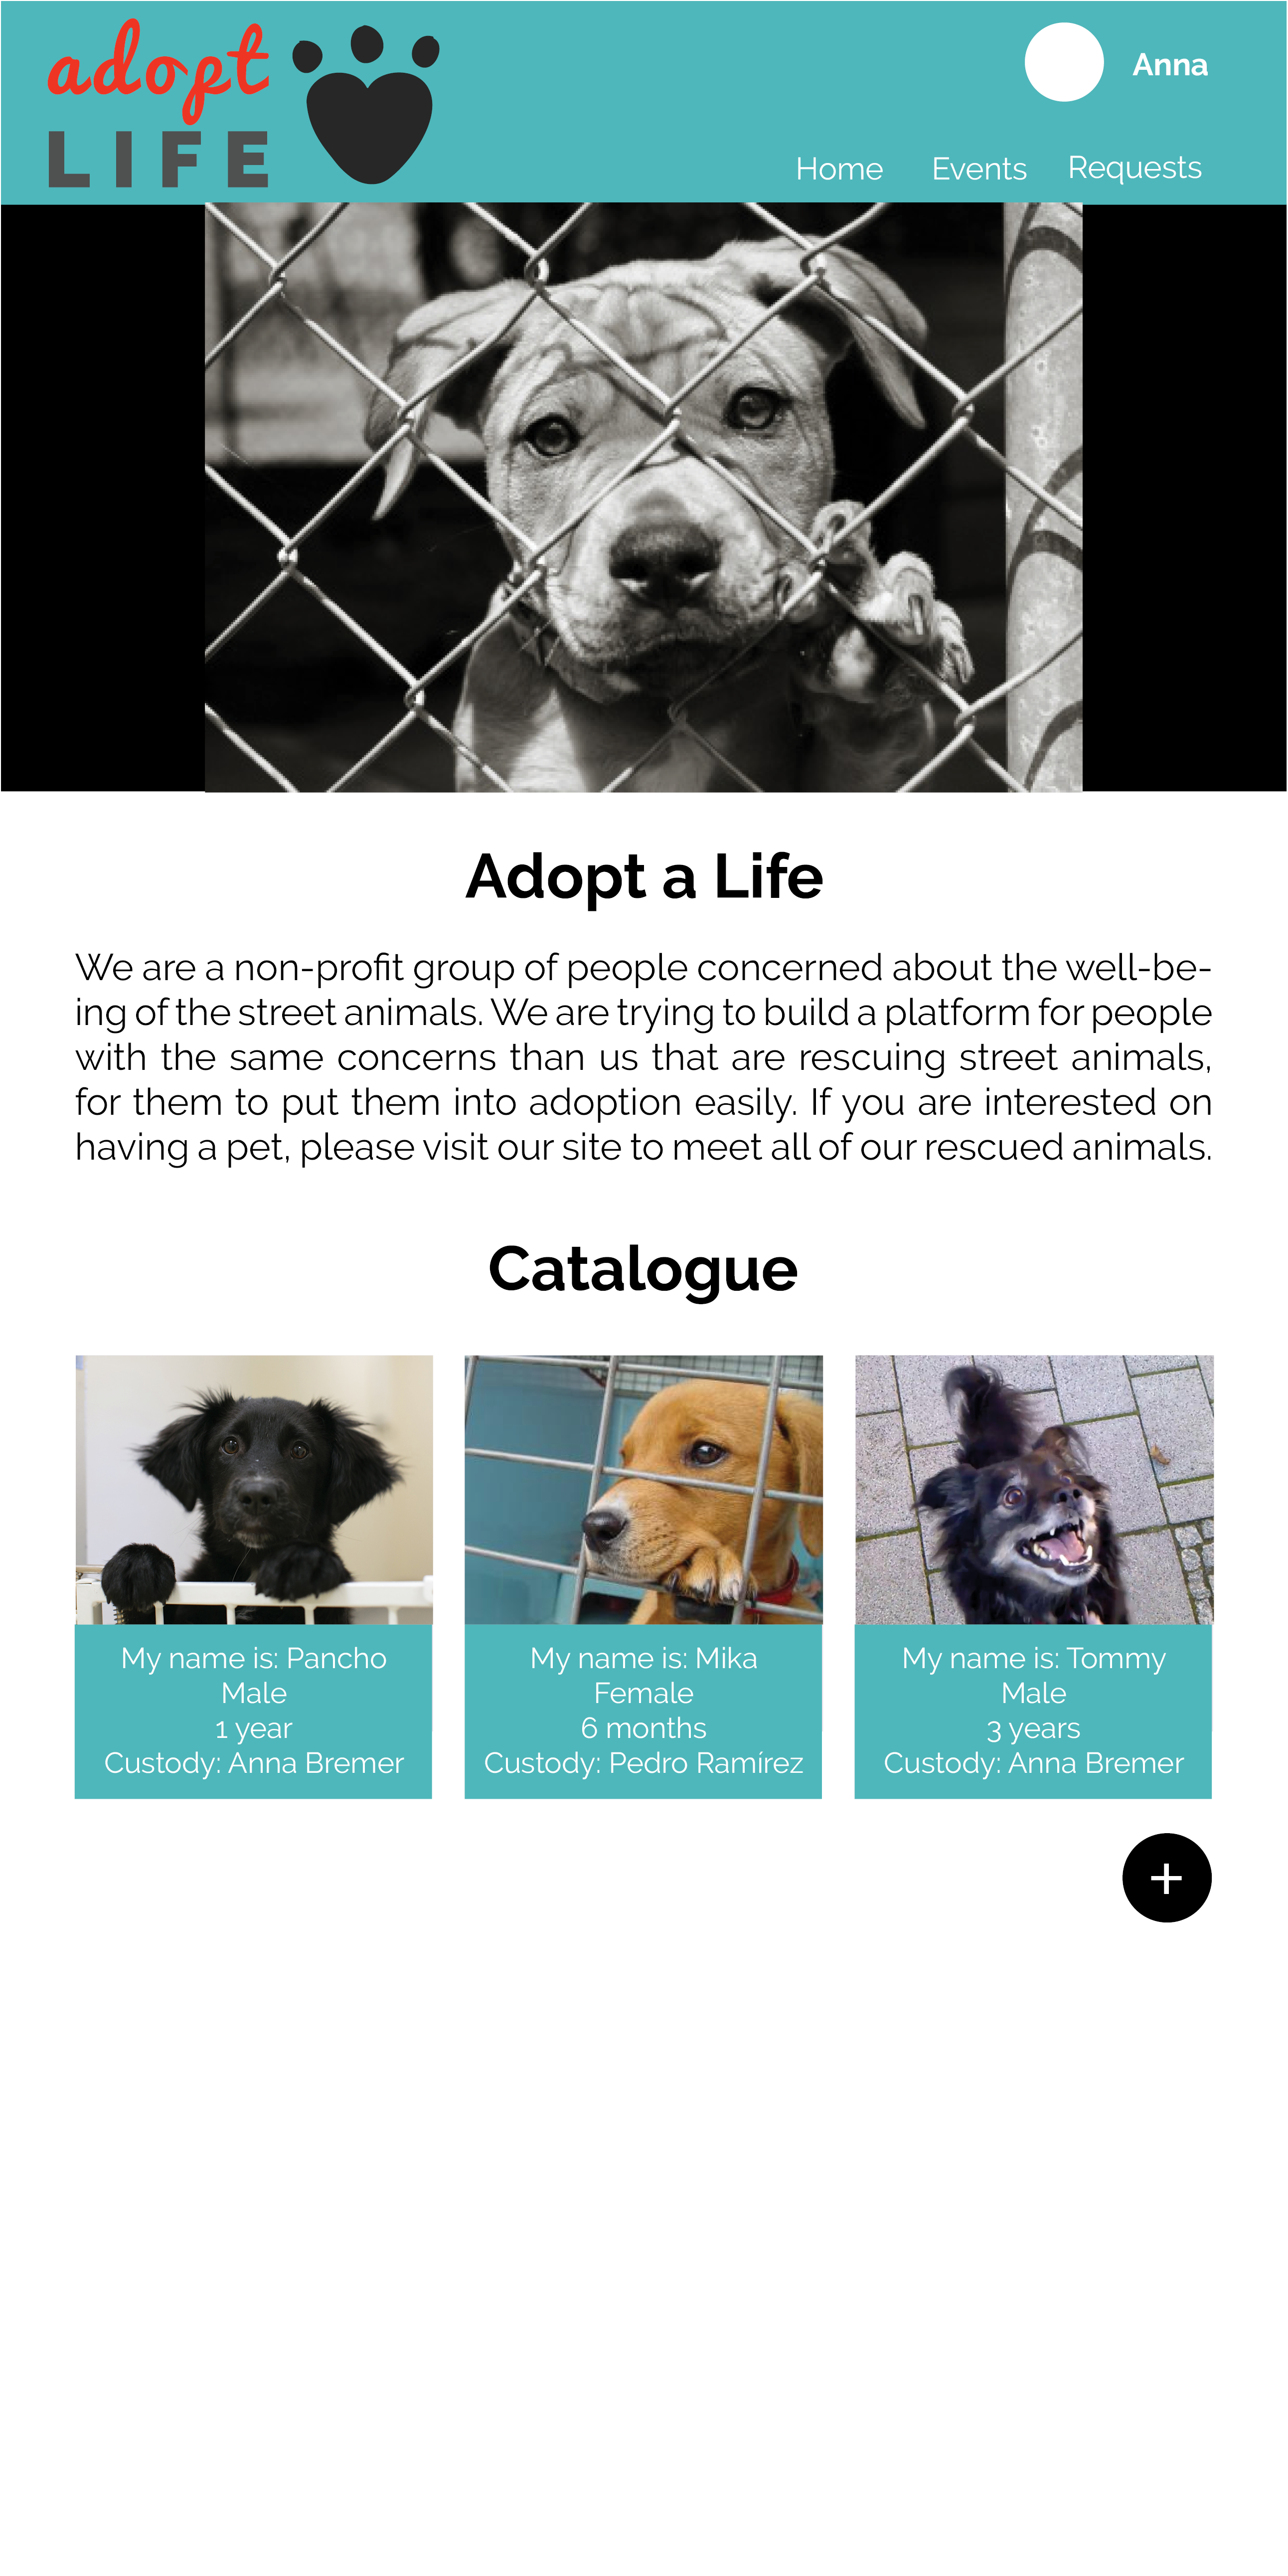 adopt
LIFE
Anna
Home Events Requests
Adopt a Life
We are a non-profit group of people concerned about the well-be-
ing of the street animals. We are trying to build a platform for people
with the same concerns than us that are rescuing street animals,
for them to put them into adoption easily. If you are interested on
having a pet, please visit our site to meet all of our rescued animals.
Catalogue
My name is: Pancho
Male
1 year
Custody: Anna Bremer
My name is: Mika
Female
6 months
Custody: Pedro Ramírez
My name is: Tommy
Male
3 years
Custody: Anna Bremer
+